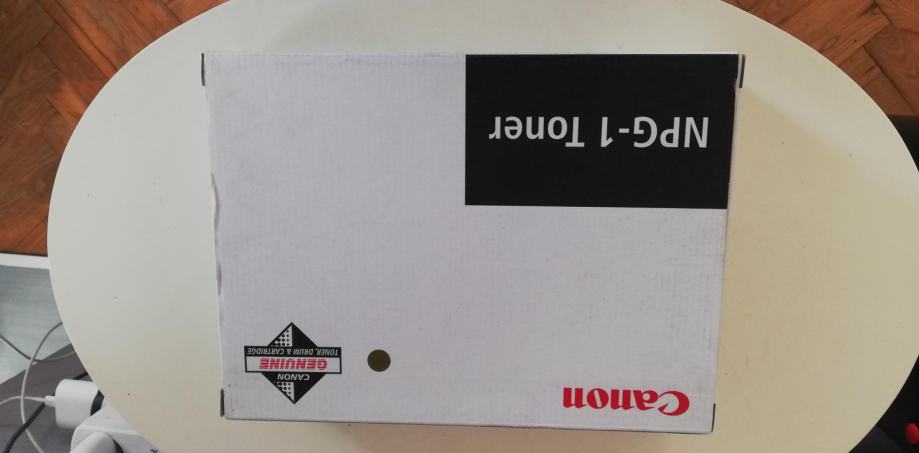 Canon
CANON
GENUINE
TONER, DRUM & CARTRIDGE
NPG-1 Toner